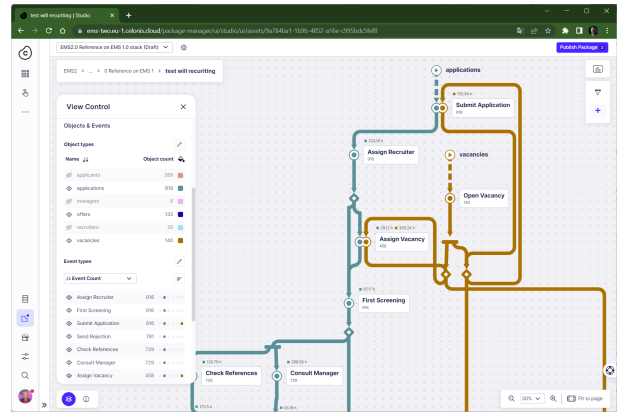 test will recurrting | Studio
ems-two.eu-1.celonis.cloud/package-manager/ui/studio/ui/assets/9a784ba1-1b9b-4852-a16e-c995bdc5fef8
EMS2.0 Reference on EMS 1.0 stack (Draft)
Publish Package
EMS2 > ... > 0 Reference on EMS 1 > test will recurrting
View Control
Objects & Events
Object types
Name
Object count
applicants 398
applications 916
managers 6
offers 135
recruiters 20
vacancies 140
Event types
Event Count
Assign Recruiter 916
First Screening 916
Submit Application 916
Send Rejection 781
Check References 729
Consult Manager 729
Assign Vacancy 458
applications
Submit Application
916
Assign Recruiter
916
vacancies
Open Vacancy
140
Assign Vacancy
458
First Screening
916
Check References
729
Consult Manager
729
30%
Fit to page